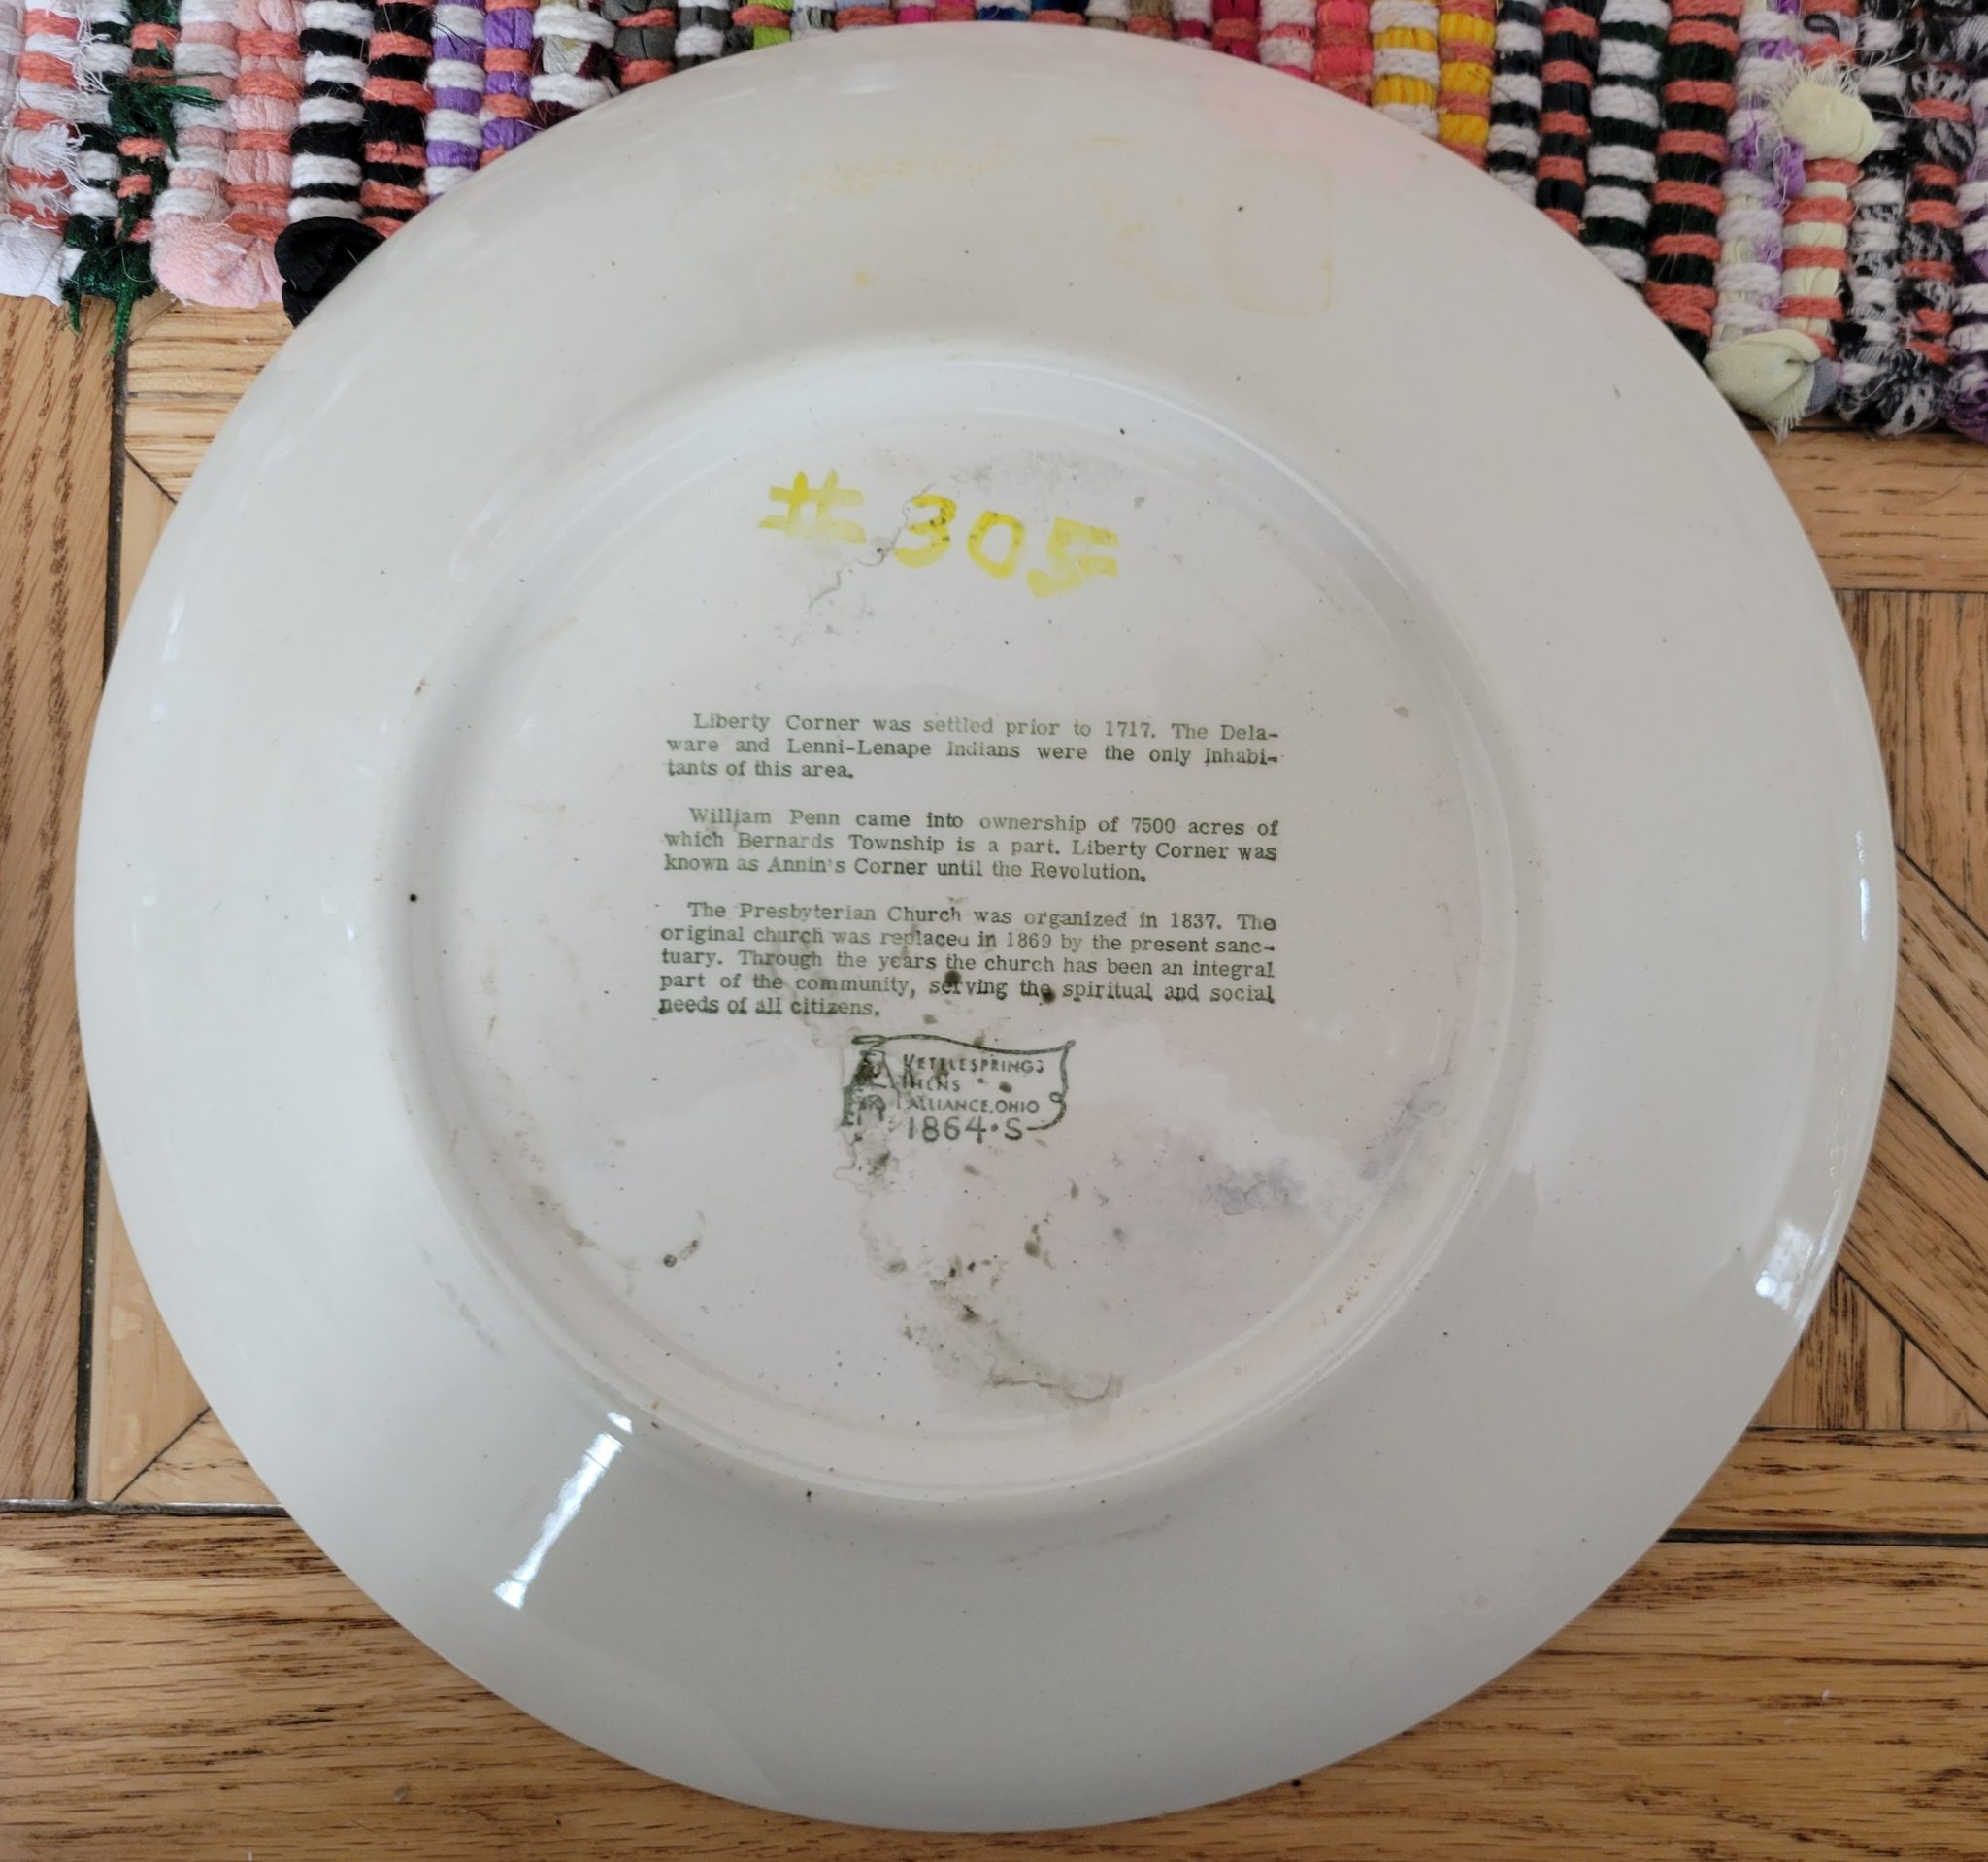 #305
Liberty Corner was settled prior to 1717. The Dela-
ware and Lenni-Lenape Indians were the only Inhabi-
tants of this area.
William Penn came into ownership of 7500 acres of
which Bernards Township is a part. Liberty Corner was
known as Annin's Corner until the Revolution.
The Presbyterian Church was organized in 1837. The
original church was replaced in 1869 by the present sanc-
tuary. Through the years the church has been an integral
part of the community, serving the spiritual and social
needs of all citizens.
KETTLESPRINGS
KILNS
ALLIANCE, OHIO
1864·S